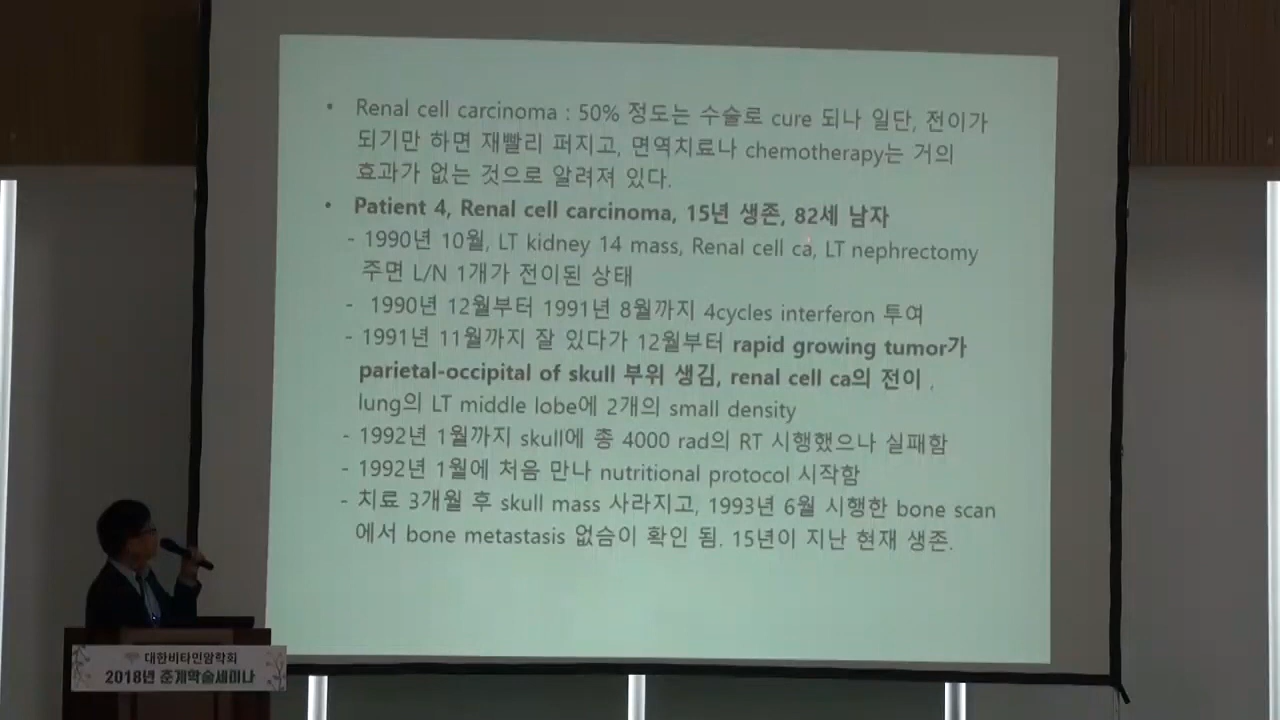 • Renal cell carcinoma : 50% 정도는 수술로 cure 되나 일단, 전이가
되기만 하면 재빨리 퍼지고, 면역치료나 chemotherapy는 거의
효과가 없는 것으로 알려져 있다.
• Patient 4, Renal cell carcinoma, 15년 생존, 82세 남자
- 1990년 10월, LT kidney 14 mass, Renal cell ca, LT nephrectomy
주면 L/N 1개가 전이된 상태
- 1990년 12월부터 1991년 8월까지 4cycles interferon 투여
- 1991년 11월까지 잘 있다가 12월부터 rapid growing tumor가
parietal-occipital of skull 부위 생김, renal cell ca의 전이 ,
lung의 LT middle lobe에 2개의 small density
- 1992년 1월까지 skull에 총 4000 rad의 RT 시행했으나 실패함
- 1992년 1월에 처음 만나 nutritional protocol 시작함
- 치료 3개월 후 skull mass 사라지고, 1993년 6월 시행한 bone scan
에서 bone metastasis 없슴이 확인 됨. 15년이 지난 현재 생존.
대한비타민암학회
2018년 춘계학술세미나